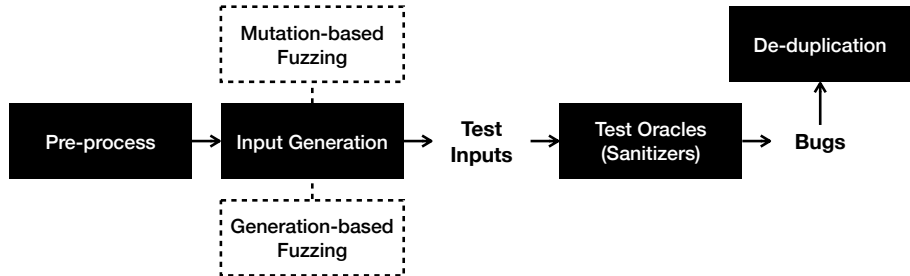 Mutation-based
Fuzzing
De-duplication
Pre-process
Input Generation
Test
Inputs
Test Oracles
(Sanitizers)
Bugs
Generation-based
Fuzzing